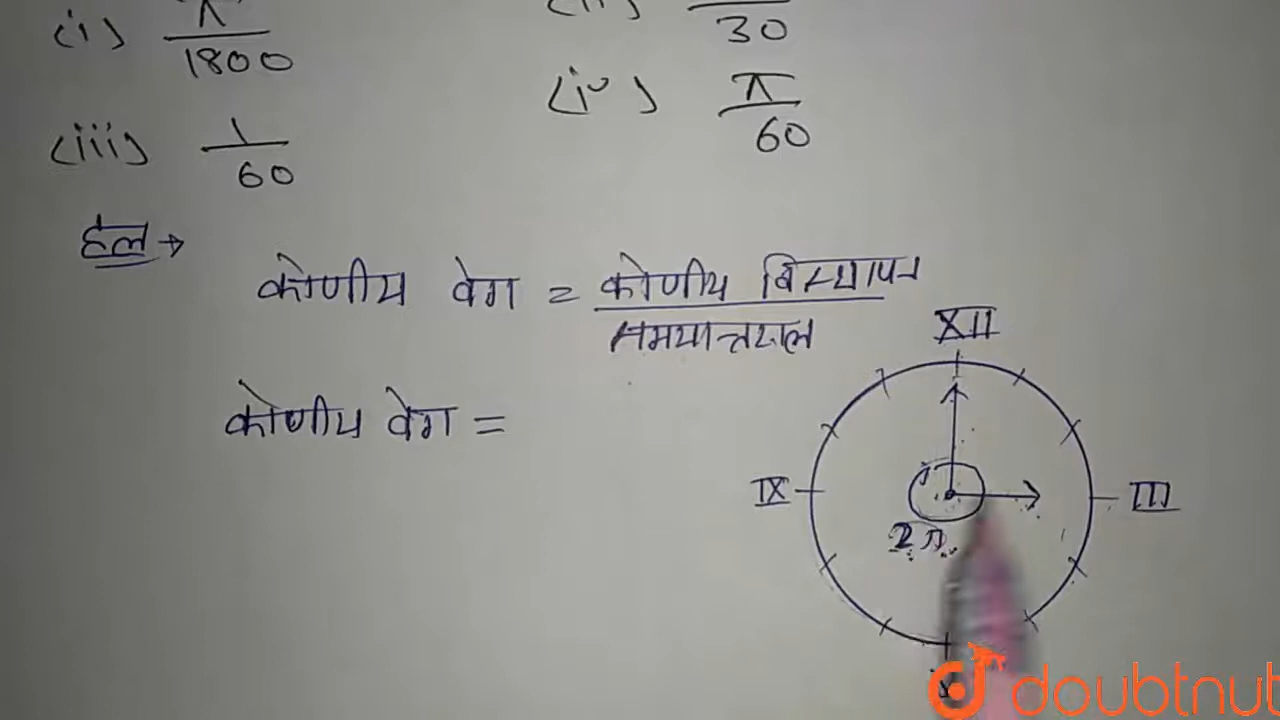 (i) π/1800 (ii) /30
(iii) 1/60 (iv) π/60
हल →
कोणीय वेग = कोणीय विस्थापन / समयान्तराल
कोणीय वेग =
XII
IX
III
2π
doubtnut